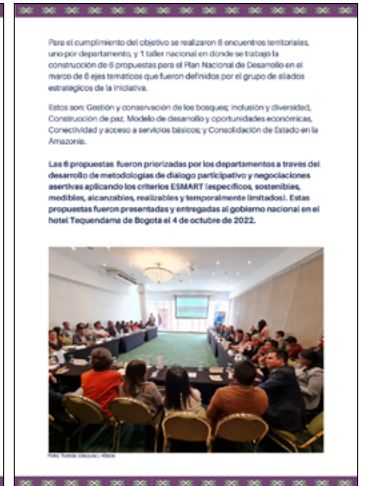 Para el cumplimiento del objetivo se realizaron 6 encuentros territoriales,
uno por departamento, y 1 taller nacional en donde se trabajo la
construcción de 6 propuestas para el Plan Nacional de Desarrollo en el
marco de 6 ejes temáticos que fueron definidos por el grupo de aliados
estratégicos de la iniciativa.
Estos son: Gestión y conservación de los bosques; Inclusión y diversidad,
Construcción de paz, Modelo de desarrollo y oportunidades económicas,
Conectividad y acceso a servicios básicos; y Consolidación de Estado en la
Amazonía.
Las 6 propuestas fueron priorizadas por los departamentos a través del
desarrollo de metodologías de diálogo participativo y negociaciones
asertivas aplicando los criterios ESMART (específicos, sostenibles,
medibles, alcanzables, realizables y temporalmente limitados). Estas
propuestas fueron presentadas y entregadas al gobierno nacional en el
hotel Tequendama de Bogotá el 4 de octubre de 2022.